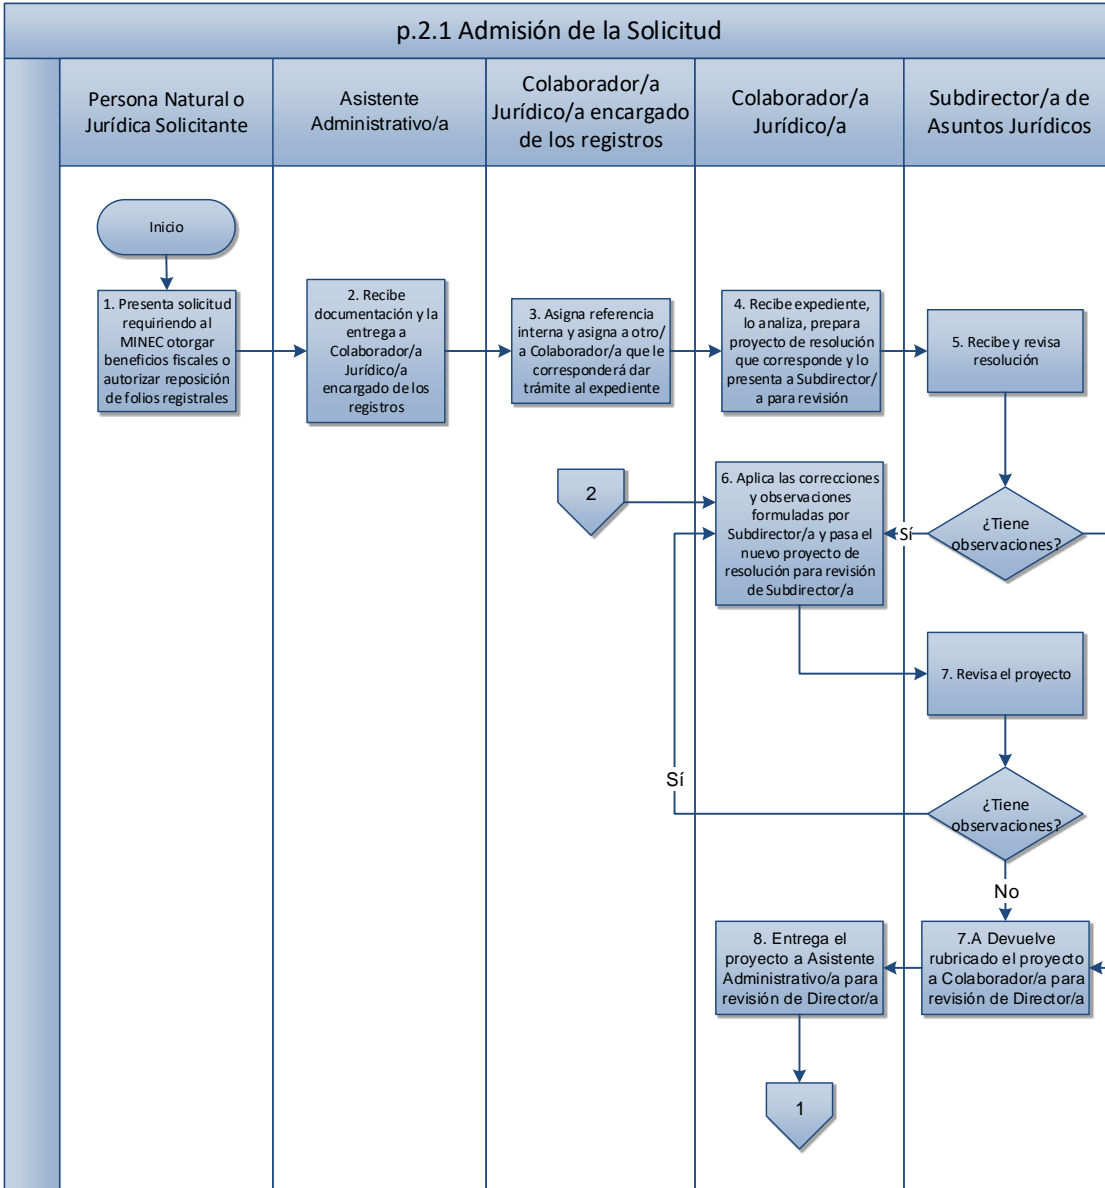 p.2.1 Admisión de la Solicitud
Persona Natural o
Jurídica Solicitante
Asistente
Administrativo/a
Colaborador/a
Jurídico/a encargado
de los registros
Colaborador/a
Jurídico/a
Subdirector/a de
Asuntos Jurídicos
Inicio
1. Presenta solicitud
requiriendo al
MINEC otorgar
beneficios fiscales o
autorizar reposición
de folios registrales
2. Recibe
documentación y la
entrega a
Colaborador/a
Jurídico/a
encargado de los
registros
3. Asigna referencia
interna y asigna a otro/
a Colaborador/a que le
corresponderá dar
trámite al expediente
4. Recibe expediente,
lo analiza, prepara
proyecto de resolución
que corresponde y lo
presenta a Subdirector/
a para revisión
5. Recibe y revisa
resolución
2
6. Aplica las correcciones
y observaciones
formuladas por
Subdirector/a y pasa el
nuevo proyecto de
resolución para revisión
de Subdirector/a
Sí
¿Tiene
observaciones?
7. Revisa el proyecto
Sí
¿Tiene
observaciones?
No
8. Entrega el
proyecto a Asistente
Administrativo/a para
revisión de Director/a
7.A Devuelve
rubricado el proyecto
a Colaborador/a para
revisión de Director/a
1